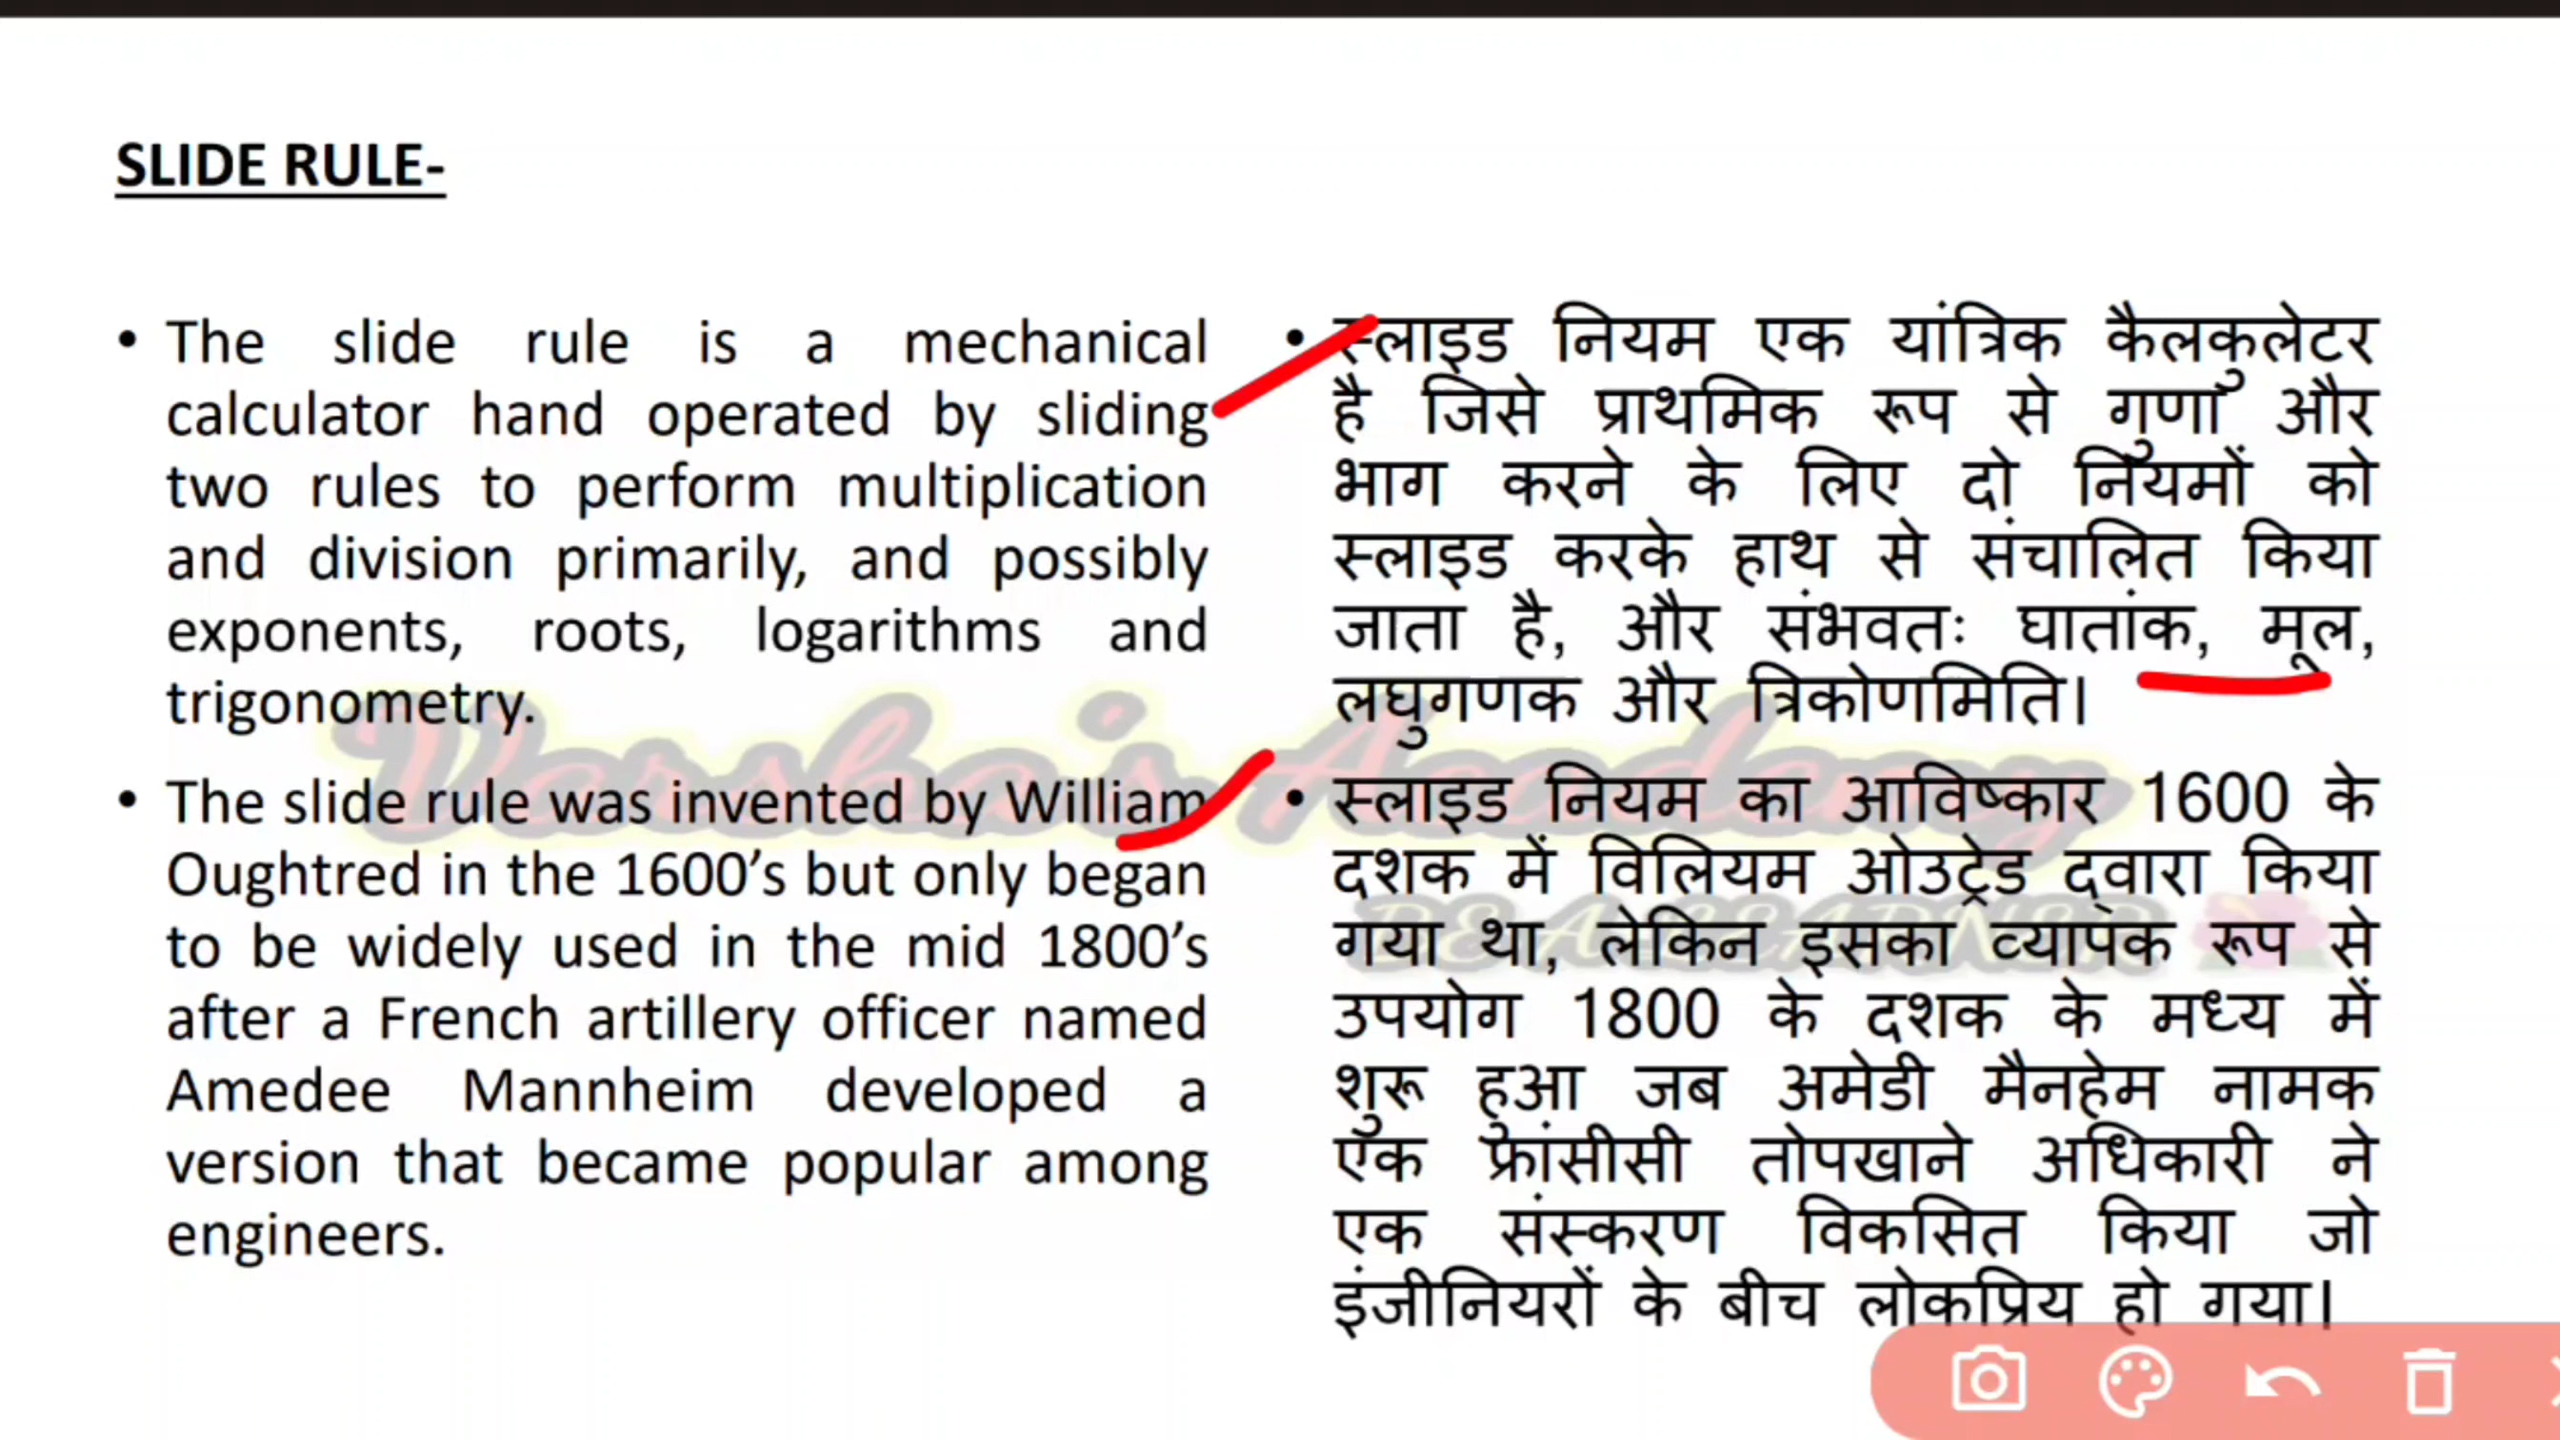 SLIDE RULE-
• The slide rule is a mechanical
calculator hand operated by sliding
two rules to perform multiplication
and division primarily, and possibly
exponents, roots, logarithms and
trigonometry.
• The slide rule was invented by William
Oughtred in the 1600’s but only began
to be widely used in the mid 1800’s
after a French artillery officer named
Amedee Mannheim developed a
version that became popular among
engineers.
• स्लाइड नियम एक यांत्रिक कैलकुलेटर
है जिसे प्राथमिक रूप से गुणा और
भाग करने के लिए दो नियमों को
स्लाइड करके हाथ से संचालित किया
जाता है, और संभवतः घातांक, मूल,
लघुगणक और त्रिकोणमिति।
• स्लाइड नियम का आविष्कार 1600 के
दशक में विलियम ओउट्रेड द्वारा किया
गया था, लेकिन इसका व्यापक रूप से
उपयोग 1800 के दशक के मध्य में
शुरू हुआ जब अमेडी मैनहेम नामक
एक फ्रांसीसी तोपखाने अधिकारी ने
एक संस्करण विकसित किया जो
इंजीनियरों के बीच लोकप्रिय हो गया।
Varsha's Academy
BE A LEARNER